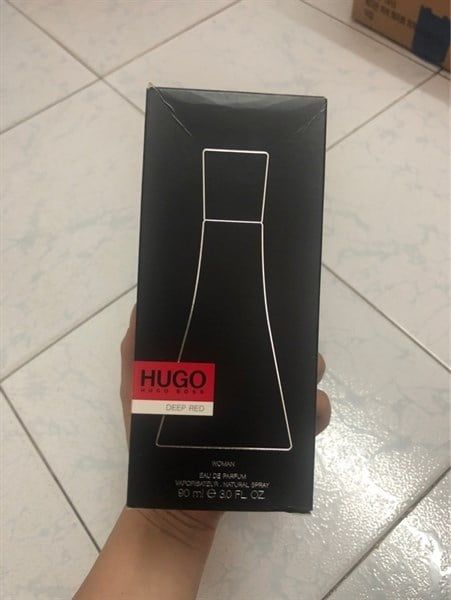 HUGO
HUGO BOSS
DEEP RED
WOMAN
EAU DE PARFUM
VAPORISATEUR . NATURAL SPRAY
90 ml ℮ 3.0 FL. OZ.